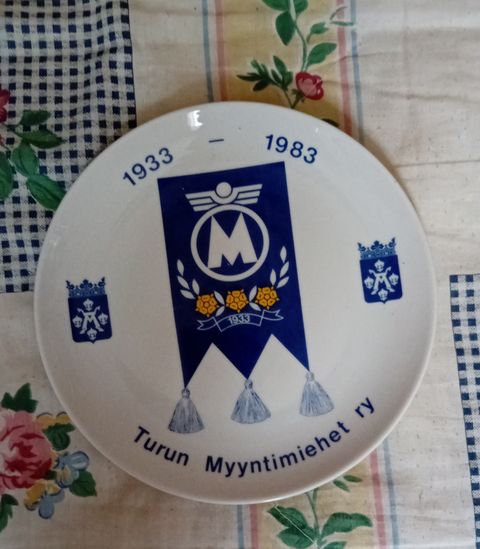 1933 – 1983
M
1933
A A
Turun Myyntimiehet ry